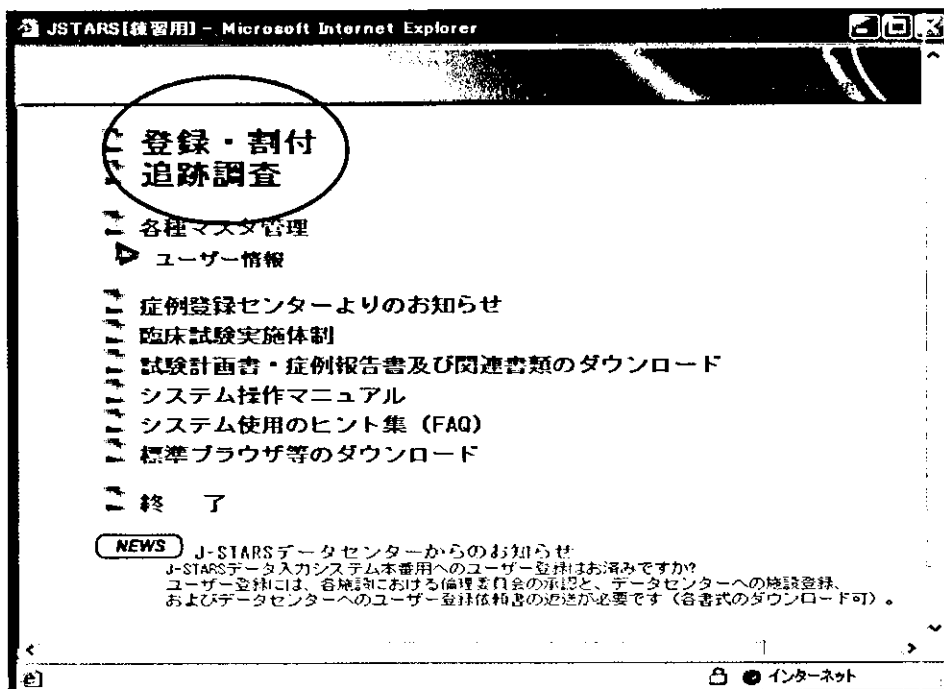 JSTARS[練習用] - Microsoft Internet Explorer
登録・割付
追跡調査
各種マスタ管理
ユーザー情報
症例登録センターよりのお知らせ
臨床試験実施体制
試験計画書・症例報告書及び関連書類のダウンロード
システム操作マニュアル
システム使用のヒント集 (FAQ)
標準ブラウザ等のダウンロード
終 了
NEWS J-STARSデータセンターからのお知らせ
J-STARSデータ入力システム本番用へのユーザー登録はお済みですか?
ユーザー登録には、各施設における倫理委員会の承認と、データセンターへの施設登録、
およびデータセンターへのユーザー登録依頼書の返送が必要です（各書式のダウンロード可）。
インターネット